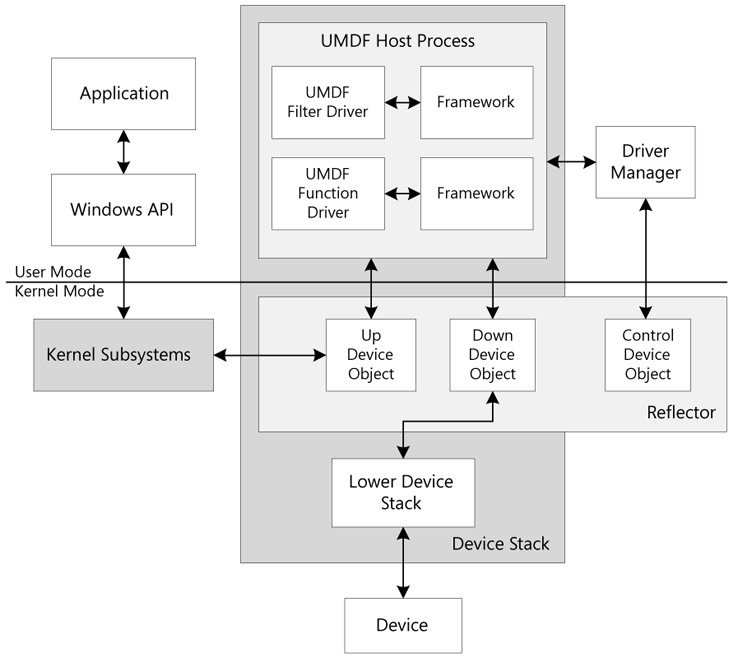 UMDF Host Process
Application
UMDF
Filter Driver
Framework
Driver
Manager
Windows API
UMDF
Function
Driver
Framework
User Mode
Kernel Mode
Kernel Subsystems
Up
Device
Object
Down
Device
Object
Control
Device
Object
Reflector
Lower Device
Stack
Device Stack
Device